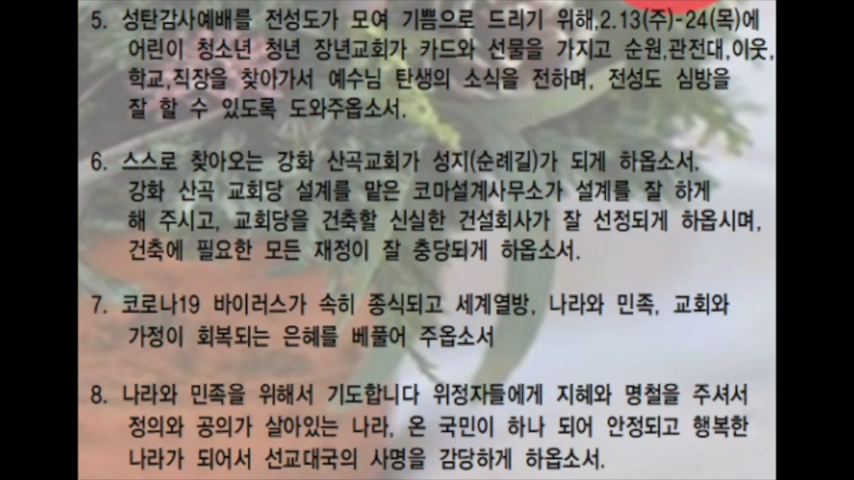 5. 성탄감사예배를 전성도가 모여 기쁨으로 드리기 위해,2.13(주)-24(목)에
어린이 청소년 청년 장년교회가 카드와 선물을 가지고 순원,관전대,이웃,
학교,직장을 찾아가서 예수님 탄생의 소식을 전하며, 전성도 심방을
잘 할 수 있도록 도와주옵소서.
6. 스스로 찾아오는 강화 산곡교회가 성지(순례길)가 되게 하옵소서.
강화 산곡 교회당 설계를 맡은 코마설계사무소가 설계를 잘 하게
해 주시고, 교회당을 건축할 신실한 건설회사가 잘 선정되게 하옵시며,
건축에 필요한 모든 재정이 잘 충당되게 하옵소서.
7. 코로나19 바이러스가 속히 종식되고 세계열방, 나라와 민족, 교회와
가정이 회복되는 은혜를 베풀어 주옵소서
8. 나라와 민족을 위해서 기도합니다 위정자들에게 지혜와 명철을 주셔서
정의와 공의가 살아있는 나라, 온 국민이 하나 되어 안정되고 행복한
나라가 되어서 선교대국의 사명을 감당하게 하옵소서.